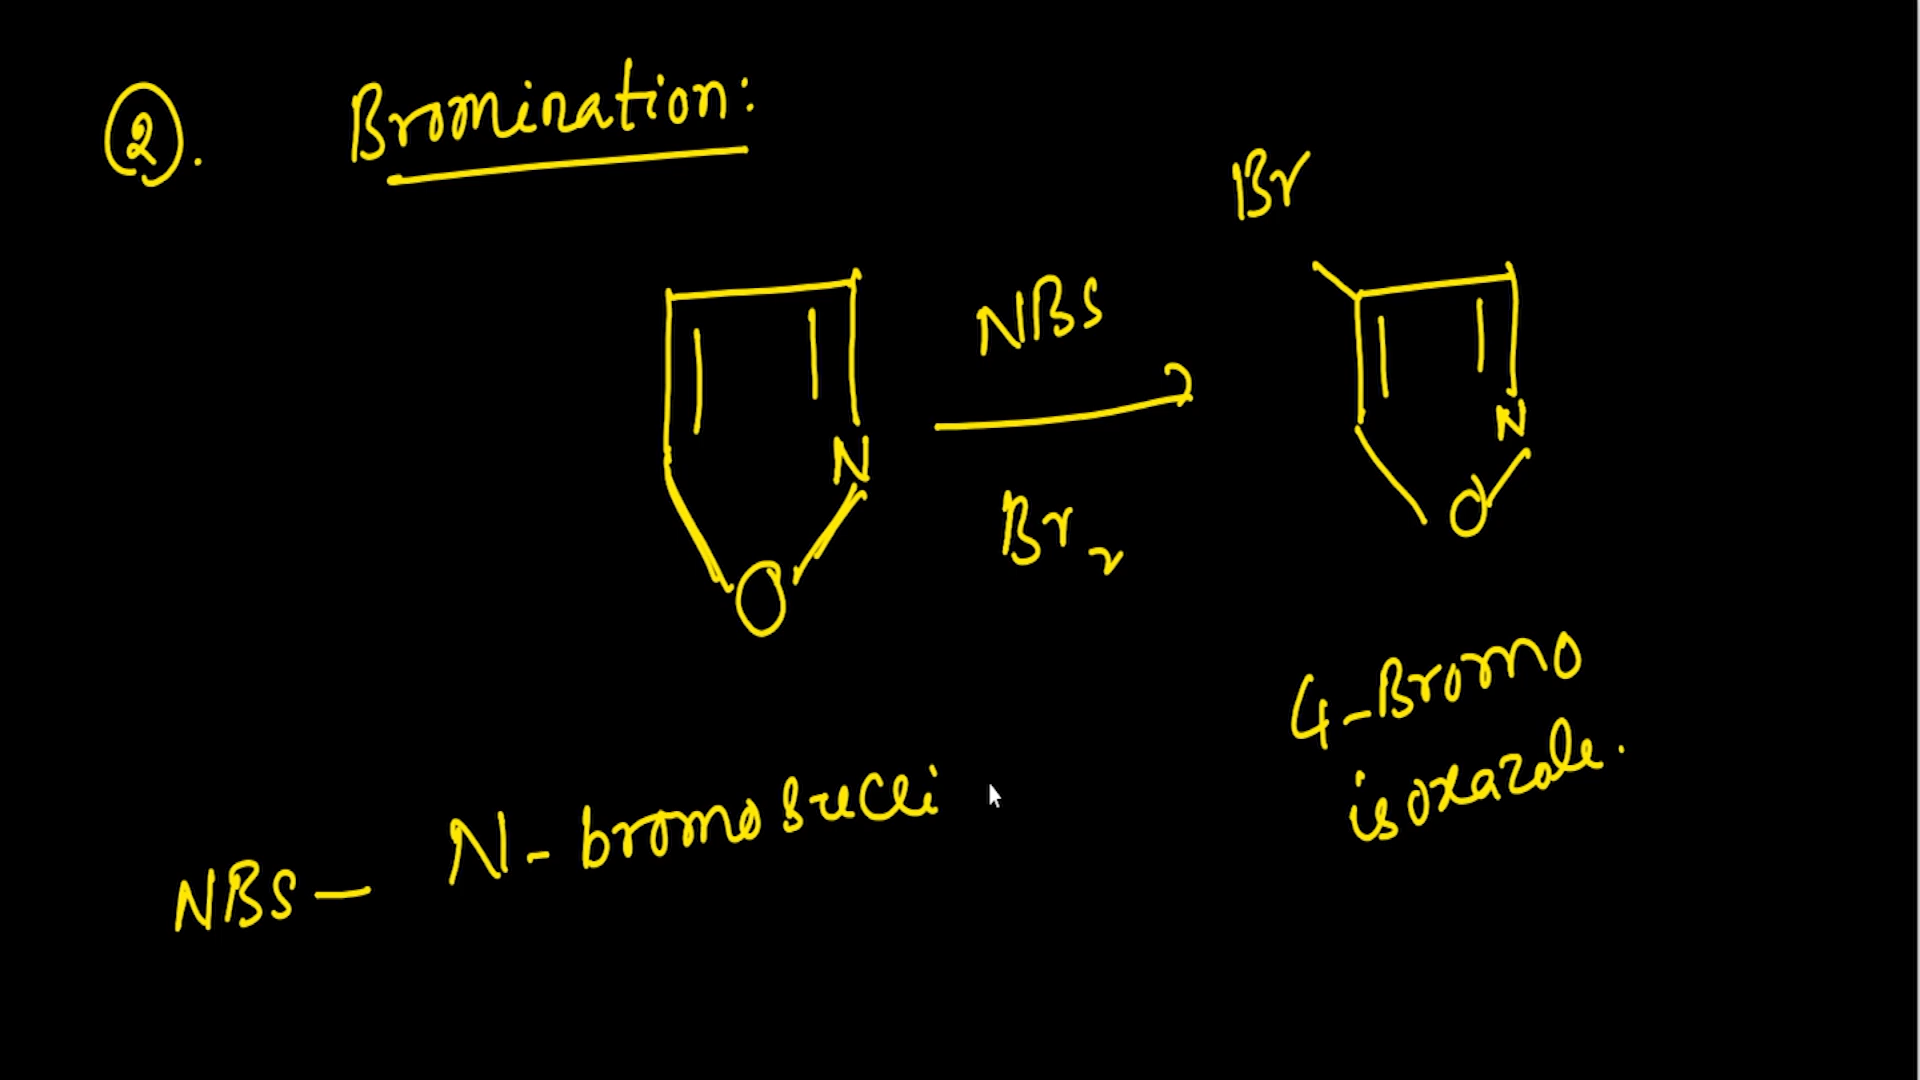 2. Bromination:
Br
NBS
N
N
O
O
Br2
4-Bromo
isoxazole.
NBS — N-bromosucci